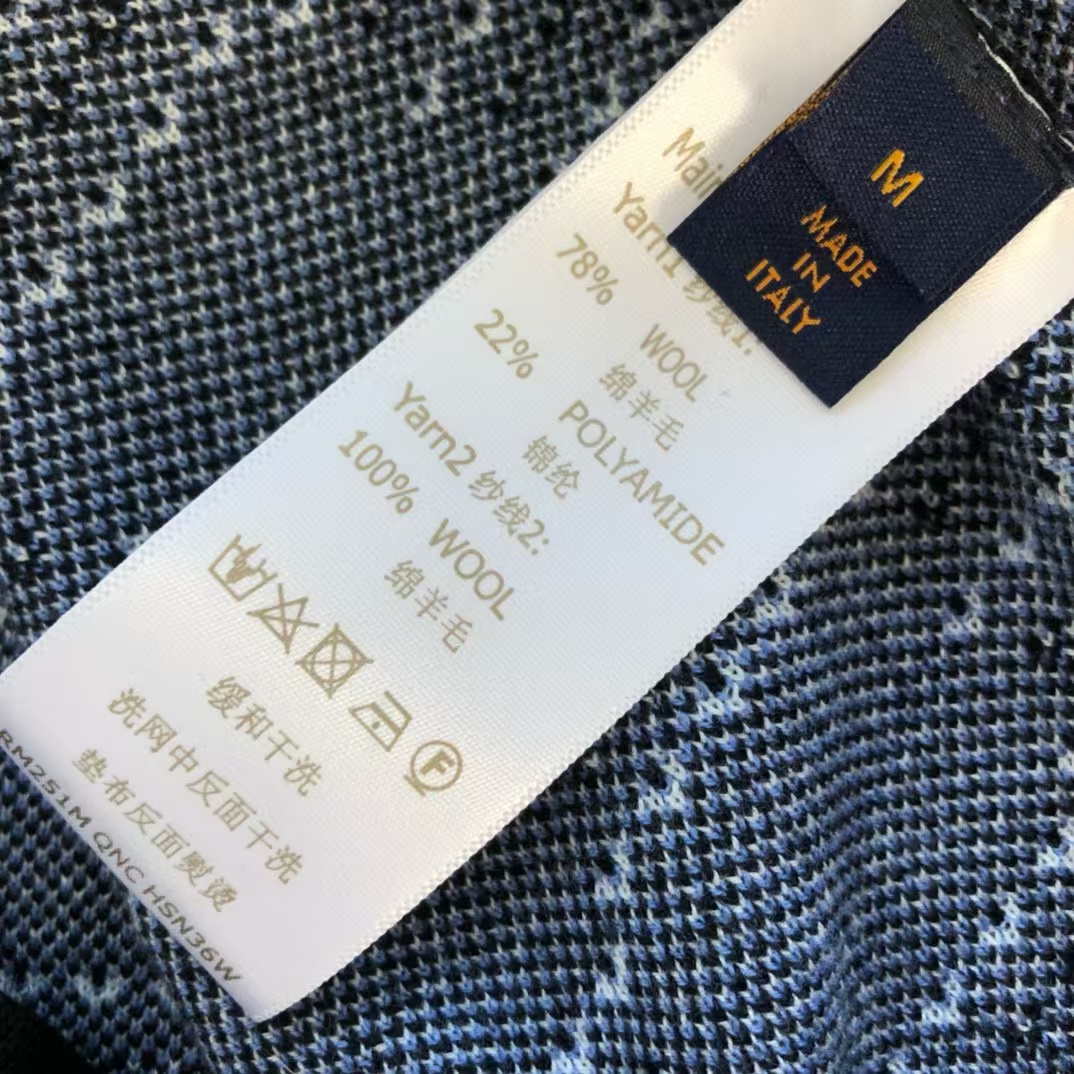 M
MADE
IN
ITALY
Main
Yarn1 纱线1:
78% WOOL
绵羊毛
22% POLYAMIDE
锦纶
Yarn2 纱线2:
100% WOOL
绵羊毛
F
缓和干洗
洗网中反面干洗
垫布反面熨烫
RM251M QNC HSN36W